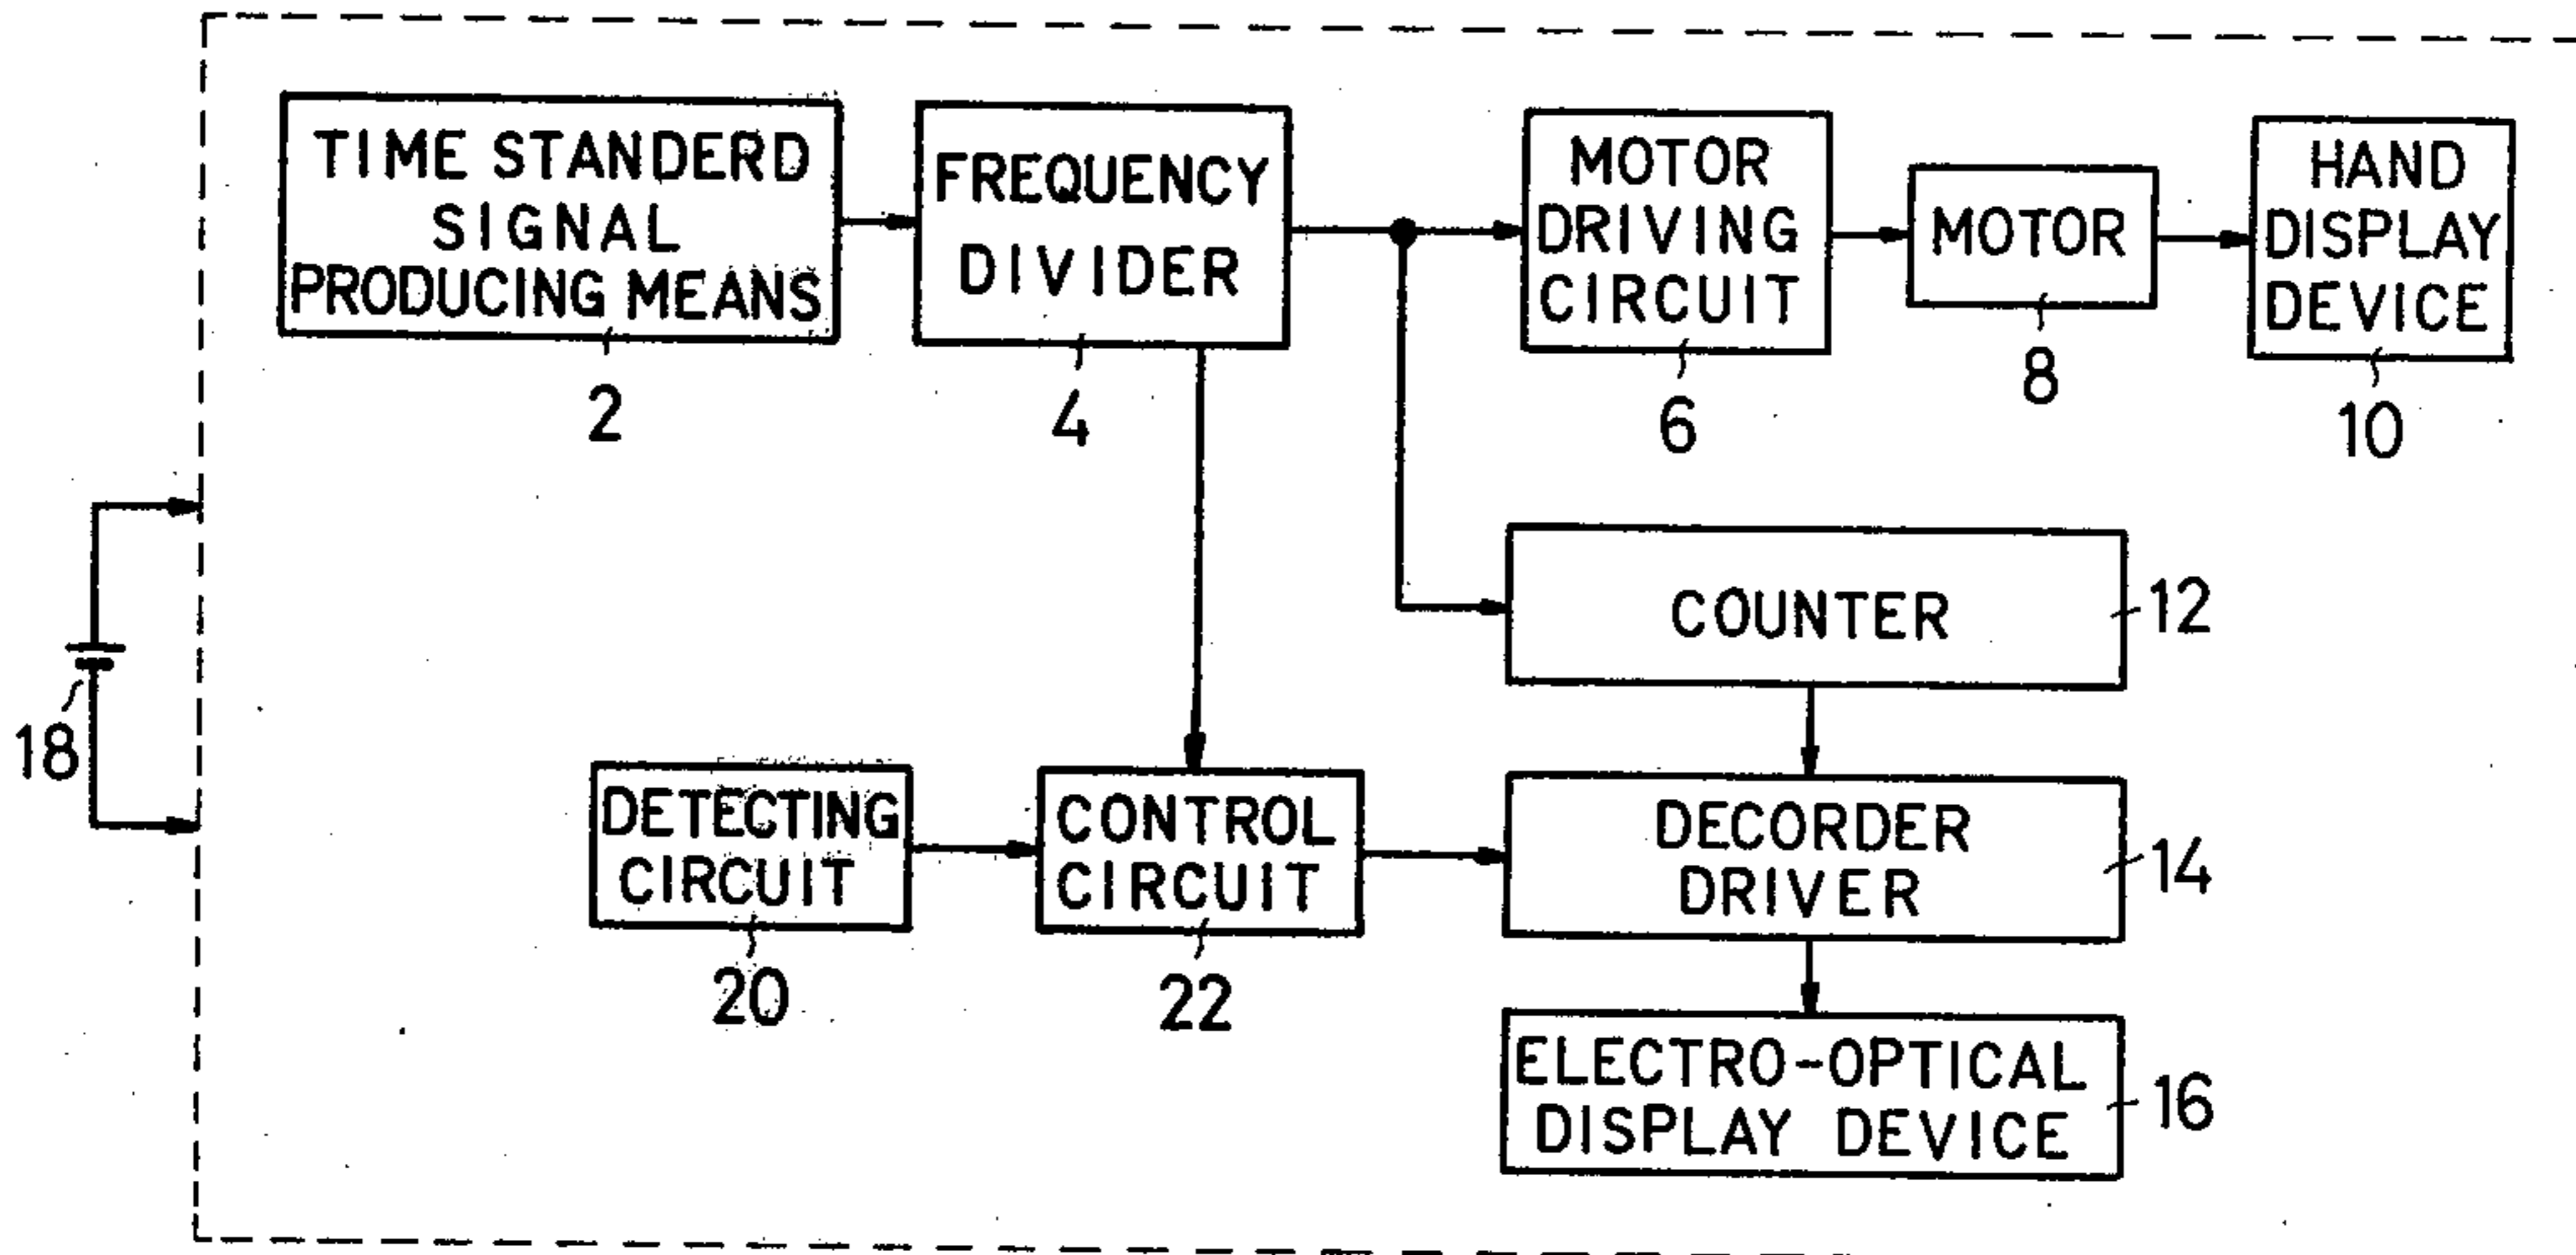 TIME STANDERD
SIGNAL
PRODUCING MEANS
2
FREQUENCY
DIVIDER
4
MOTOR
DRIVING
CIRCUIT
6
MOTOR
8
HAND
DISPLAY
DEVICE
10
COUNTER
12
18
DETECTING
CIRCUIT
20
CONTROL
CIRCUIT
22
DECORDER
DRIVER
14
ELECTRO-OPTICAL
DISPLAY DEVICE
16